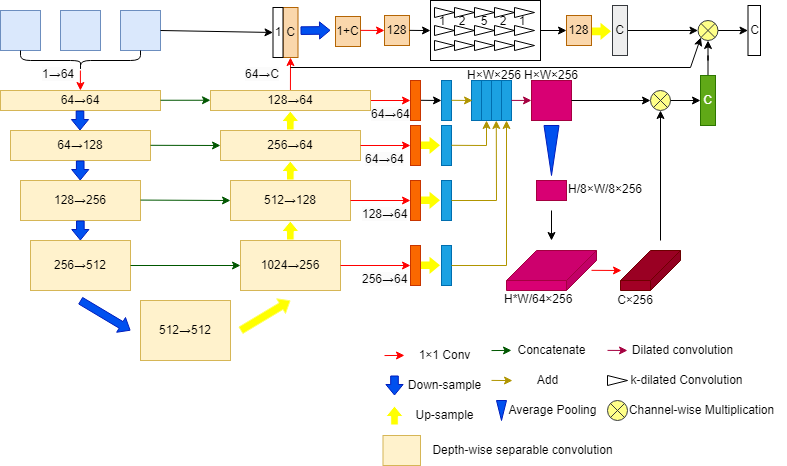 1 C
1+C
128
1 2 5 2 1
128
C
C
1→64
64→C
H×W×256 H×W×256
64→64
128→64
64→64
C
64→128
256→64
64→64
128→256
512→128
128→64
H/8×W/8×256
256→512
1024→256
256→64
H*W/64×256
C×256
512→512
1×1 Conv
Concatenate
Dilated convolution
Down-sample
Add
k-dilated Convolution
Up-sample
Average Pooling
Channel-wise Multiplication
Depth-wise separable convolution